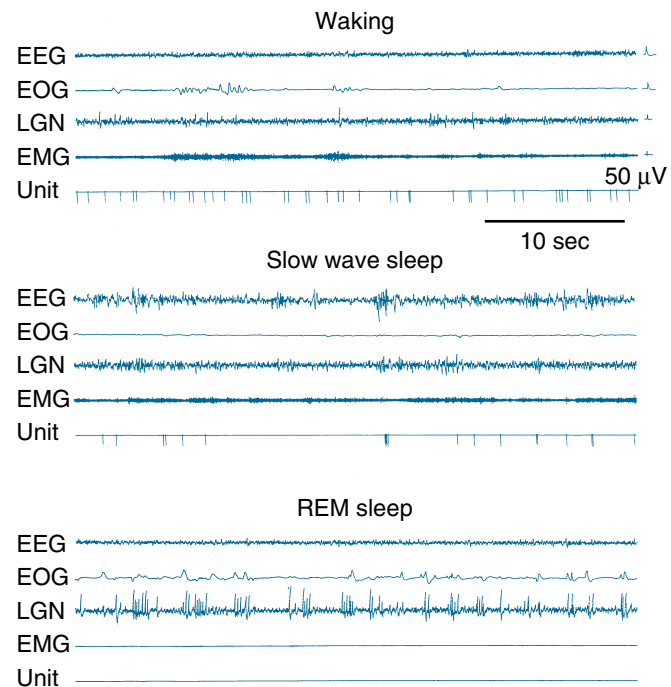 Waking
EEG
EOG
LGN
EMG
Unit
50 μV
10 sec
Slow wave sleep
EEG
EOG
LGN
EMG
Unit
REM sleep
EEG
EOG
LGN
EMG
Unit